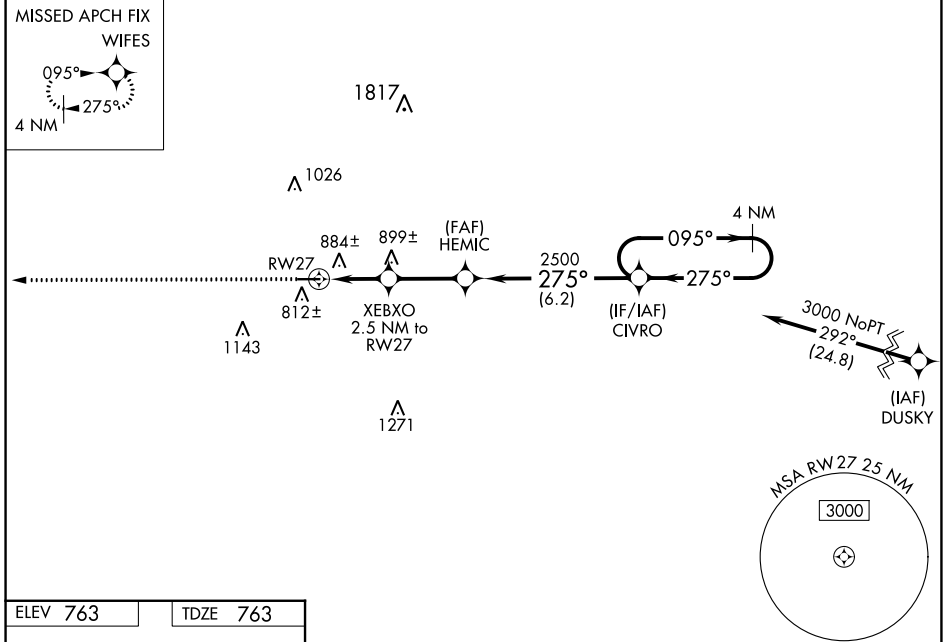 MISSED APCH FIX
WIFES
095°
275°
4 NM
1817
1026
4 NM
(FAF)
HEMIC
095°
884±
899±
2500
RW27
275°
275°
(6.2)
(IF/IAF)
CIVRO
XEBXO
2.5 NM to
RW27
812±
3000 NoPT
292°
(24.8)
1143
(IAF)
DUSKY
1271
MSA RW27 25 NM
3000
ELEV 763
TDZE 763